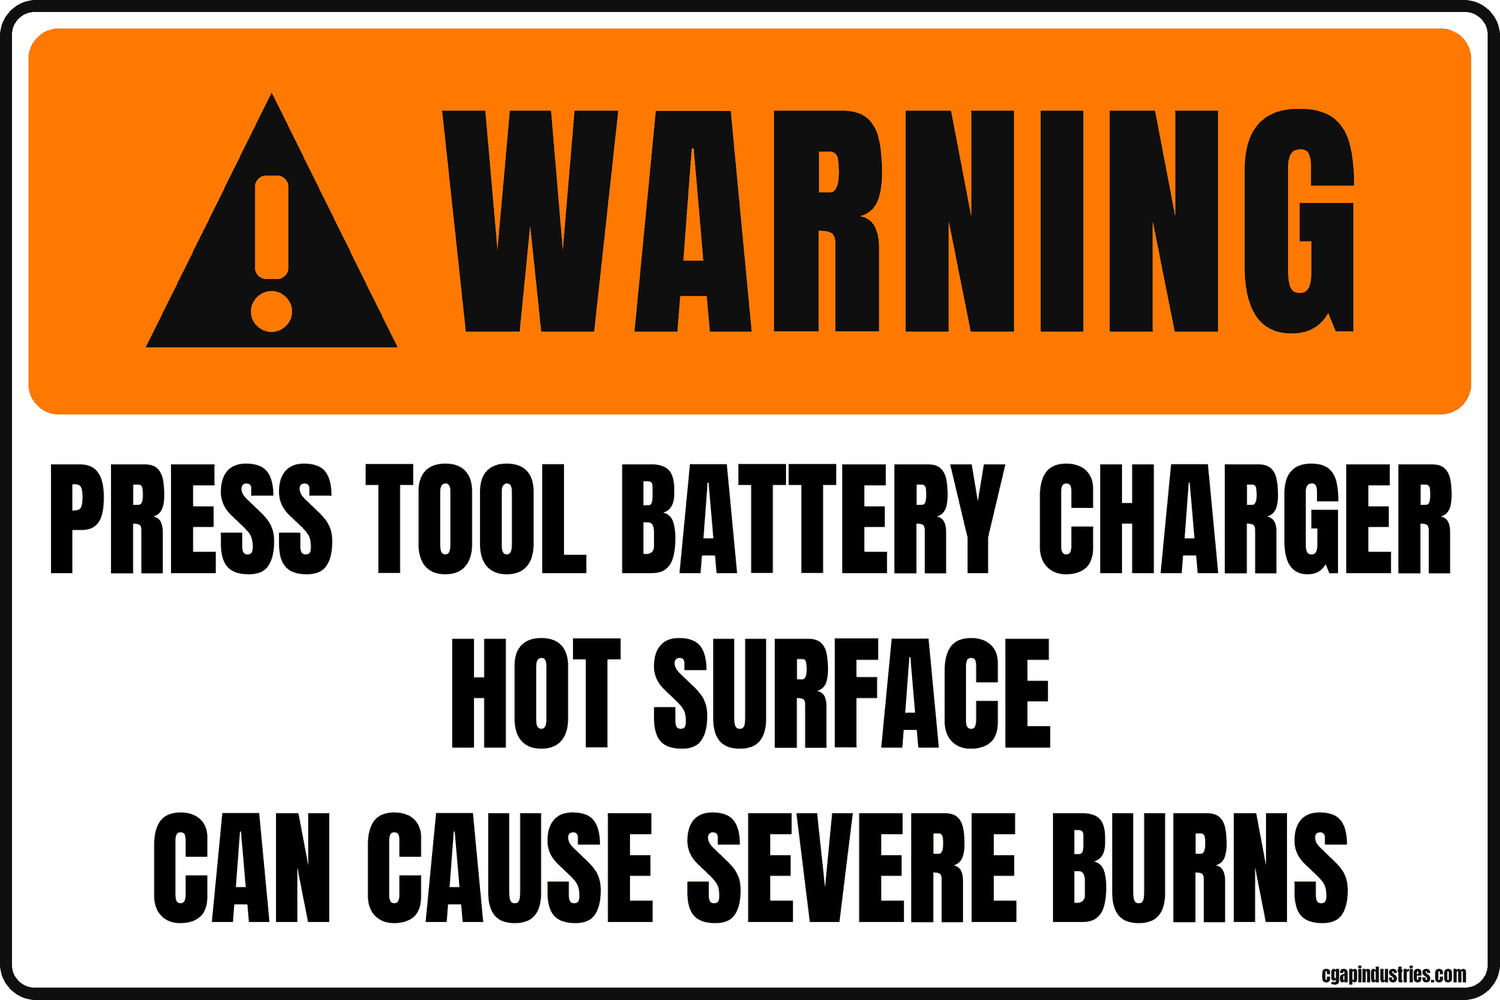 WARNING
PRESS TOOL BATTERY CHARGER
HOT SURFACE
CAN CAUSE SEVERE BURNS
cgapindustries.com